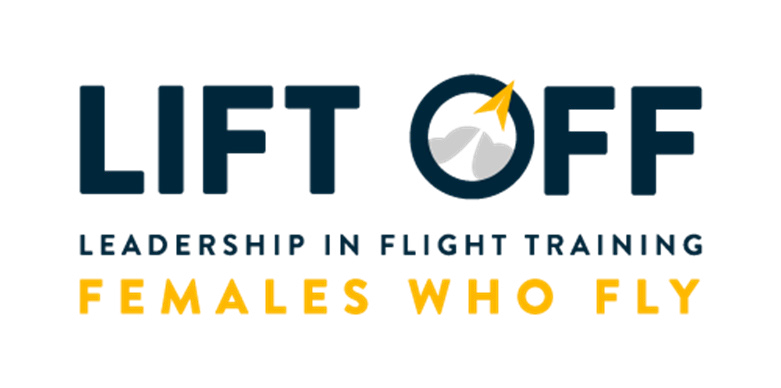 LIFT OFF
LEADERSHIP IN FLIGHT TRAINING
FEMALES WHO FLY